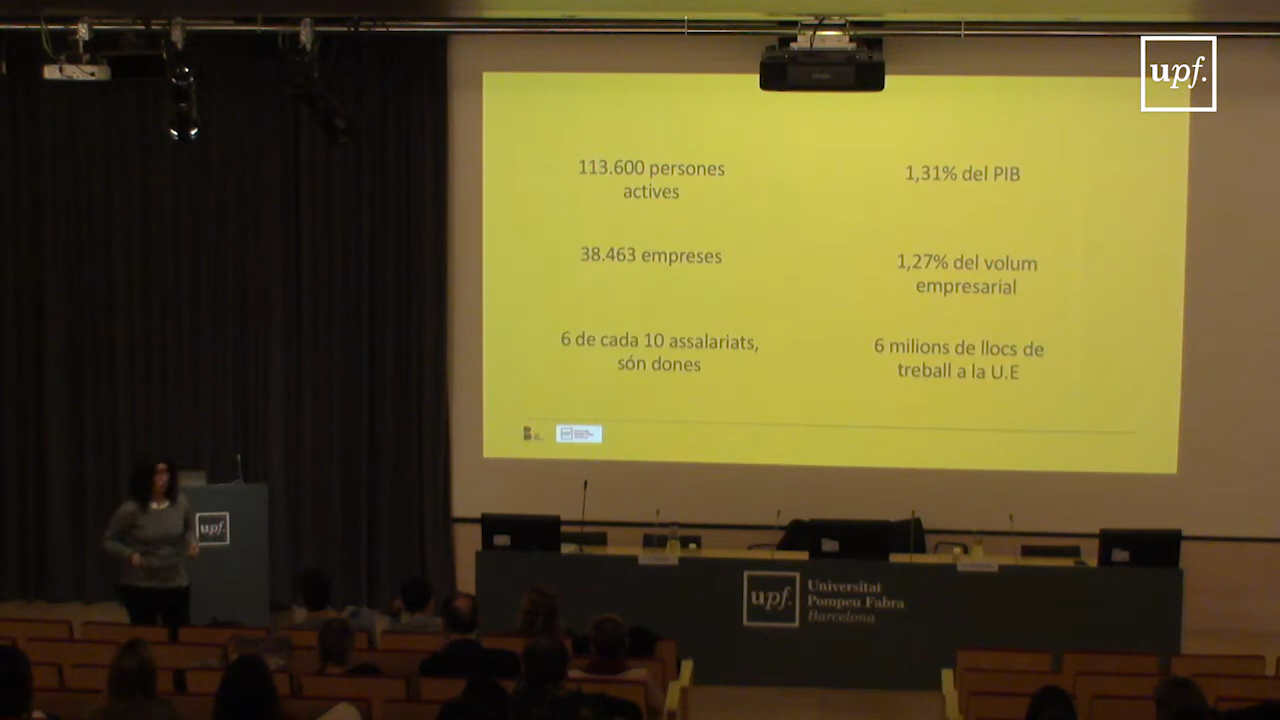 upf.
113.600 persones
actives
1,31% del PIB
38.463 empreses
1,27% del volum
empresarial
6 de cada 10 assalariats,
són dones
6 milions de llocs de
treball a la U.E
upf.
upf.
Universitat
Pompeu Fabra
Barcelona